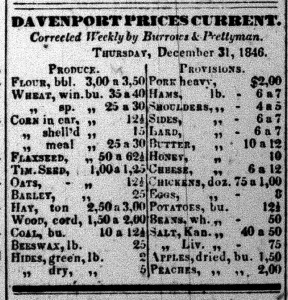 DAVENPORT PRICES CURRENT.
Corrected Weekly by Burrows & Prettyman.
THURSDAY, December 31, 1846.
PRODUCE.
FLOUR, bbl. 3,00 a 3,50
WHEAT, win. bu. 35 a 40
„ sp. „ 25 a 30
CORN in ear, „ 12½
„ shell'd „ 15
„ meal „ 25 a 30
FLAXSEED, „ 50 a 62½
TIM. SEED, 1,00 a 1,25
OATS, „ 12½
BARLEY, „ 25
HAY, ton 2,50 a 3,00
WOOD, cord, 1,50 a 2,00
COAL, bu. 10 a 12½
BEESWAX, lb. 25
HIDES, green, lb. 2
„ dry, „ 5
PROVISIONS.
PORK heavy, $2,00
HAMS, lb. - 6 a 7
SHOULDERS, „ - 4 a 5
SIDES, „ - 6 a 7
LARD, „ - 6 a 7
BUTTER, „ 10 a 12
HONEY, „ 10
CHEESE, „ 6 a 12
CHICKENS, doz. 75 a 1,00
EGGS, „ 8
POTATOES, bu. 12½
BEANS, wh. „ 50
SALT, Kan. „ 40 a 50
„ Liv. „ 75
APPLES, dried, bu. 1,50
PEACHES, „ „ 2,00